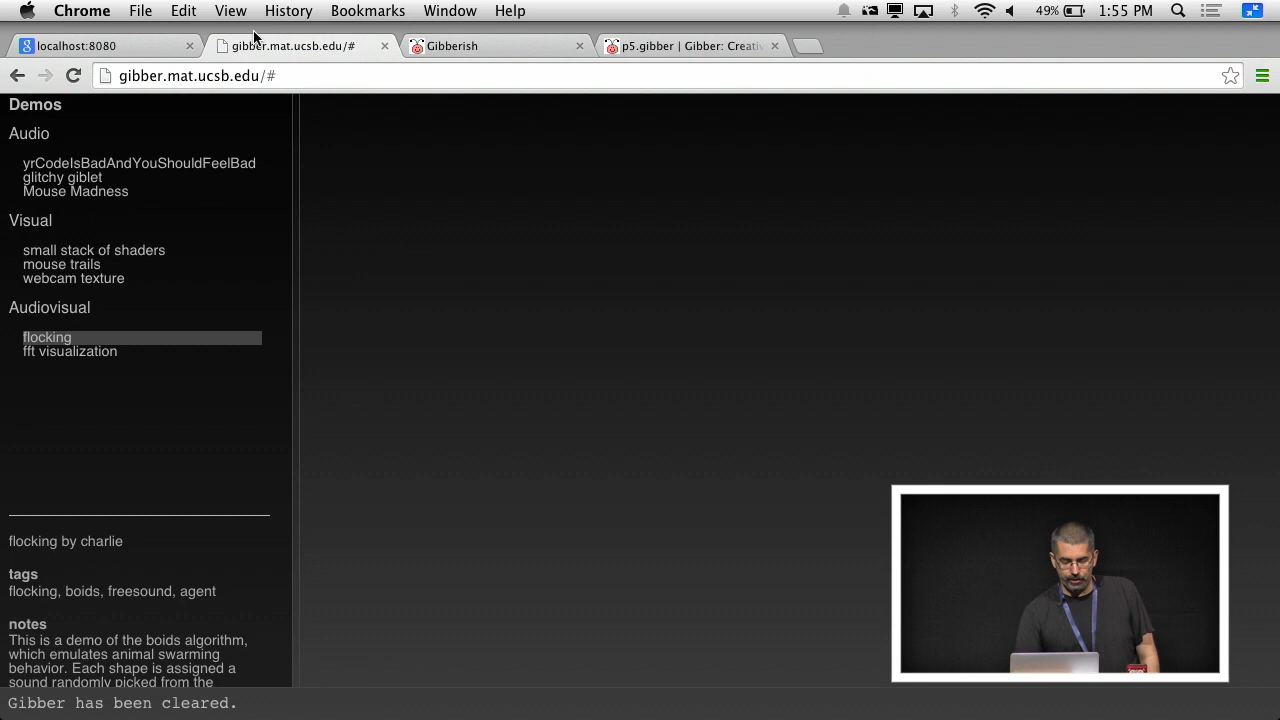 Chrome File Edit View History Bookmarks Window Help 49% 1:55 PM
localhost:8080 gibber.mat.ucsb.edu/# Gibberish p5.gibber | Gibber: Creativ
gibber.mat.ucsb.edu/#
Demos
Audio
yrCodeIsBadAndYouShouldFeelBad
glitchy giblet
Mouse Madness
Visual
small stack of shaders
mouse trails
webcam texture
Audiovisual
flocking
fft visualization
flocking by charlie
tags
flocking, boids, freesound, agent
notes
This is a demo of the boids algorithm,
which emulates animal swarming
behavior. Each shape is assigned a
sound randomly picked from the
Gibber has been cleared.